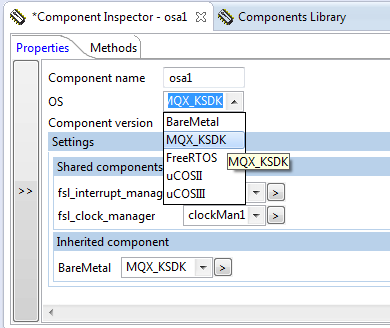 *Component Inspector - osa1
Components Library
Properties Methods
Component name osa1
OS MQX_KSDK
Component version
BareMetal
MQX_KSDK
FreeRTOS
MQX_KSDK
uCOSII
uCOSIII
Settings
Shared components
fsl_interrupt_manag
fsl_clock_manager clockMan1 >
Inherited component
BareMetal MQX_KSDK >
>>
>